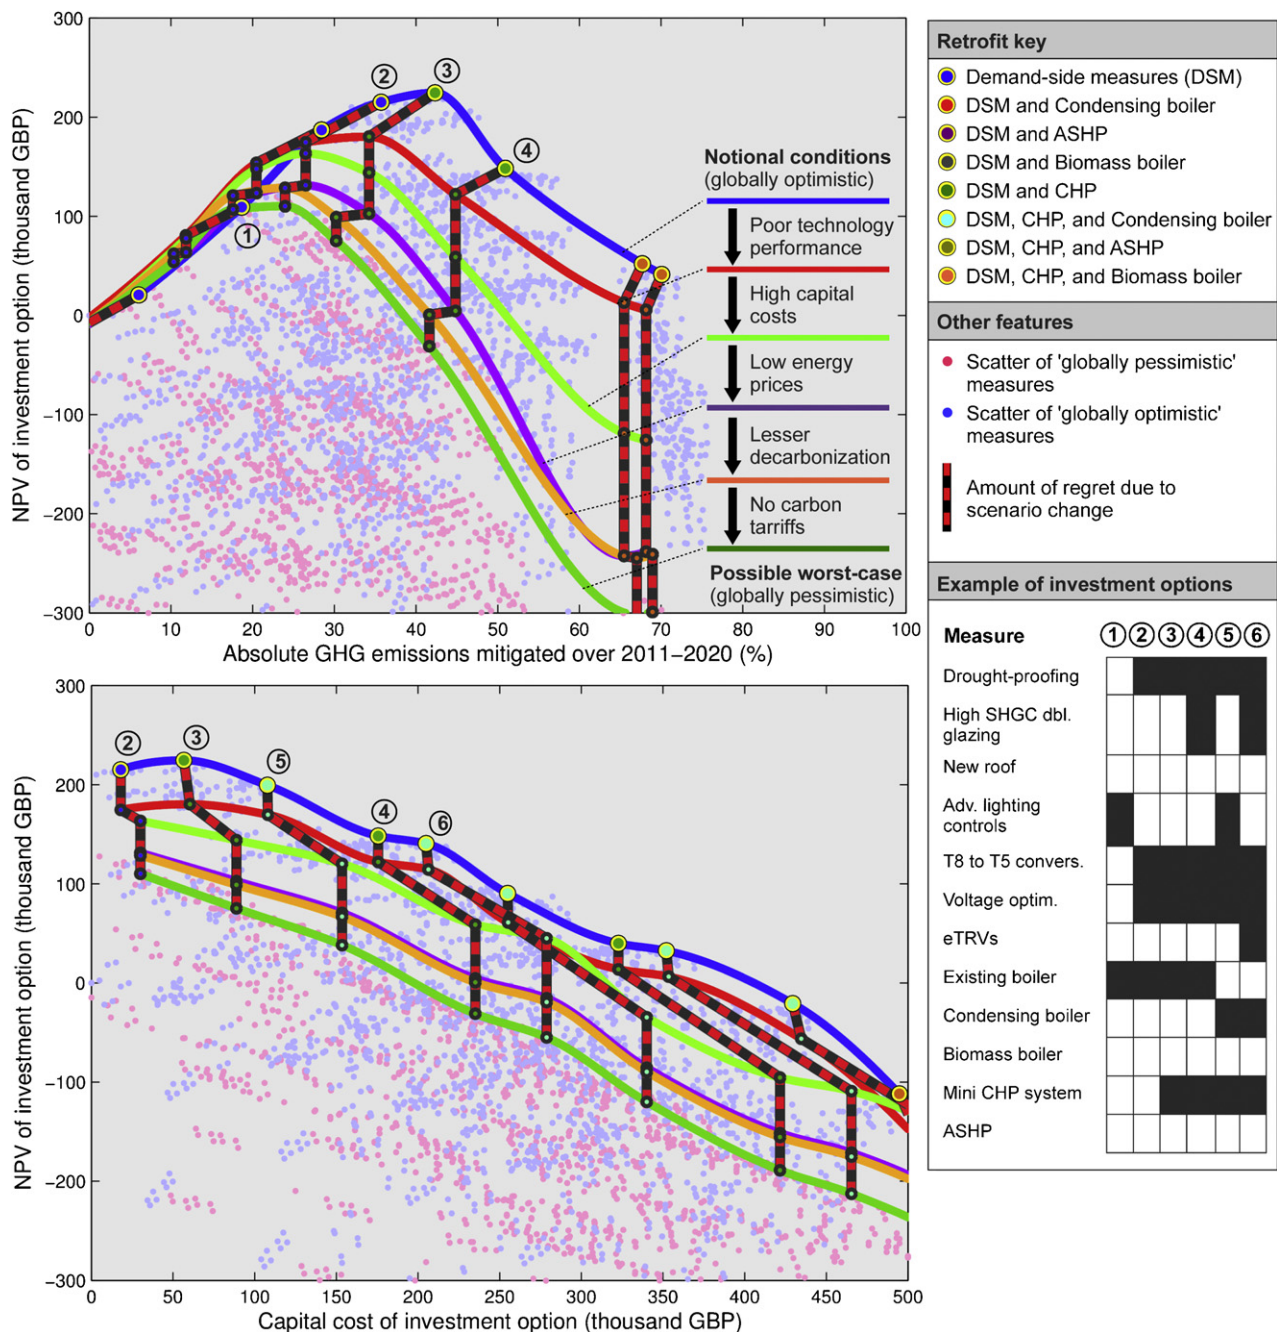 300
200
100
0
−100
−200
−300
NPV of investment option (thousand GBP)
0
10
20
30
40
50
60
70
80
90
100
Absolute GHG emissions mitigated over 2011−2020 (%)
1
2
3
4
Notional conditions
(globally optimistic)
Poor technology
performance
High capital
costs
Low energy
prices
Lesser
decarbonization
No carbon
tarriffs
Possible worst-case
(globally pessimistic)
300
200
100
0
−100
−200
−300
NPV of investment option (thousand GBP)
0
50
100
150
200
250
300
350
400
450
500
Capital cost of investment option (thousand GBP)
2
3
5
4
6
Retrofit key
Demand-side measures (DSM)
DSM and Condensing boiler
DSM and ASHP
DSM and Biomass boiler
DSM and CHP
DSM, CHP, and Condensing boiler
DSM, CHP, and ASHP
DSM, CHP, and Biomass boiler
Other features
Scatter of 'globally pessimistic'
measures
Scatter of 'globally optimistic'
measures
Amount of regret due to
scenario change
Example of investment options
Measure 1 2 3 4 5 6
Drought-proofing
High SHGC dbl.
glazing
New roof
Adv. lighting
controls
T8 to T5 convers.
Voltage optim.
eTRVs
Existing boiler
Condensing boiler
Biomass boiler
Mini CHP system
ASHP